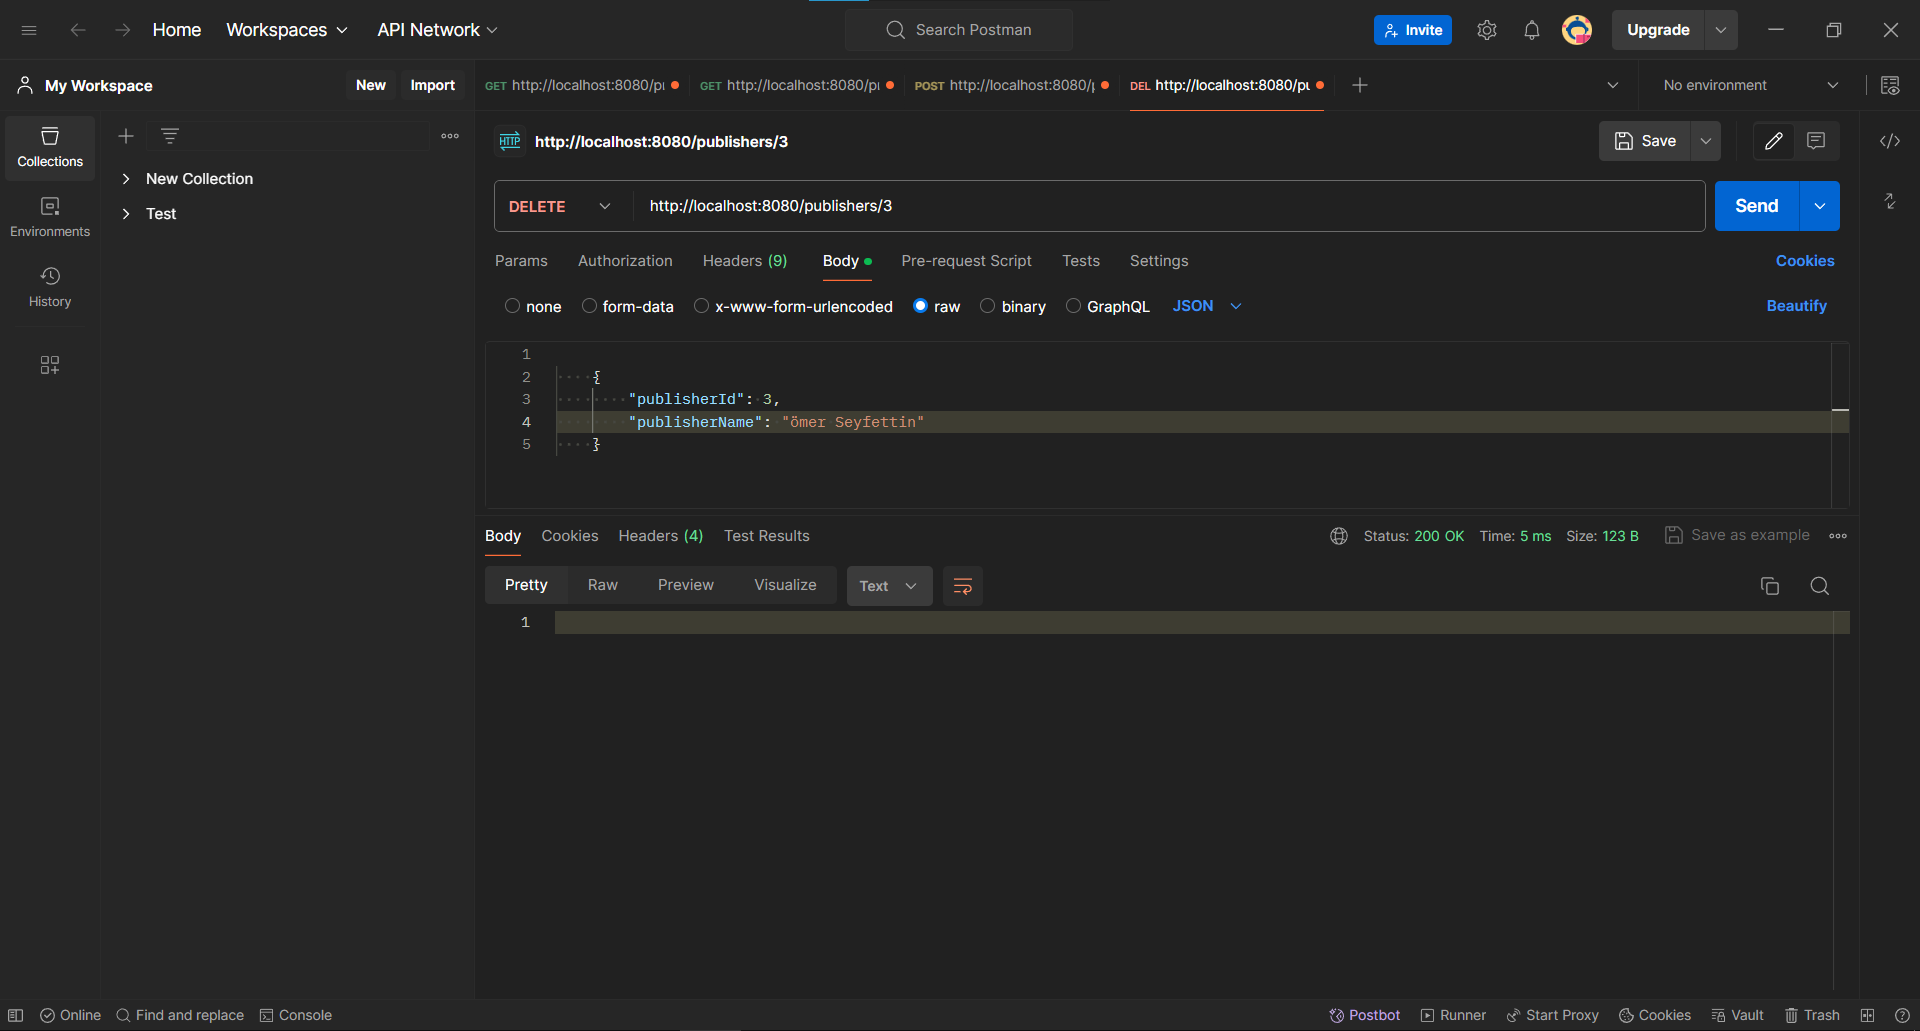 Home Workspaces API Network Search Postman Invite Upgrade
My Workspace New Import GET http://localhost:8080/pu GET http://localhost:8080/pu POST http://localhost:8080/ DEL http://localhost:8080/pu No environment
Collections
Environments
History
New Collection
Test
HTTP http://localhost:8080/publishers/3 Save
DELETE http://localhost:8080/publishers/3 Send
Params Authorization Headers (9) Body Pre-request Script Tests Settings Cookies
none form-data x-www-form-urlencoded raw binary GraphQL JSON Beautify
1
2 {
3 "publisherId": 3,
4 "publisherName": "ömer Seyfettin"
5 }
Body Cookies Headers (4) Test Results Status: 200 OK Time: 5 ms Size: 123 B Save as example
Pretty Raw Preview Visualize Text
1
Online Find and replace Console Postbot Runner Start Proxy Cookies Vault Trash